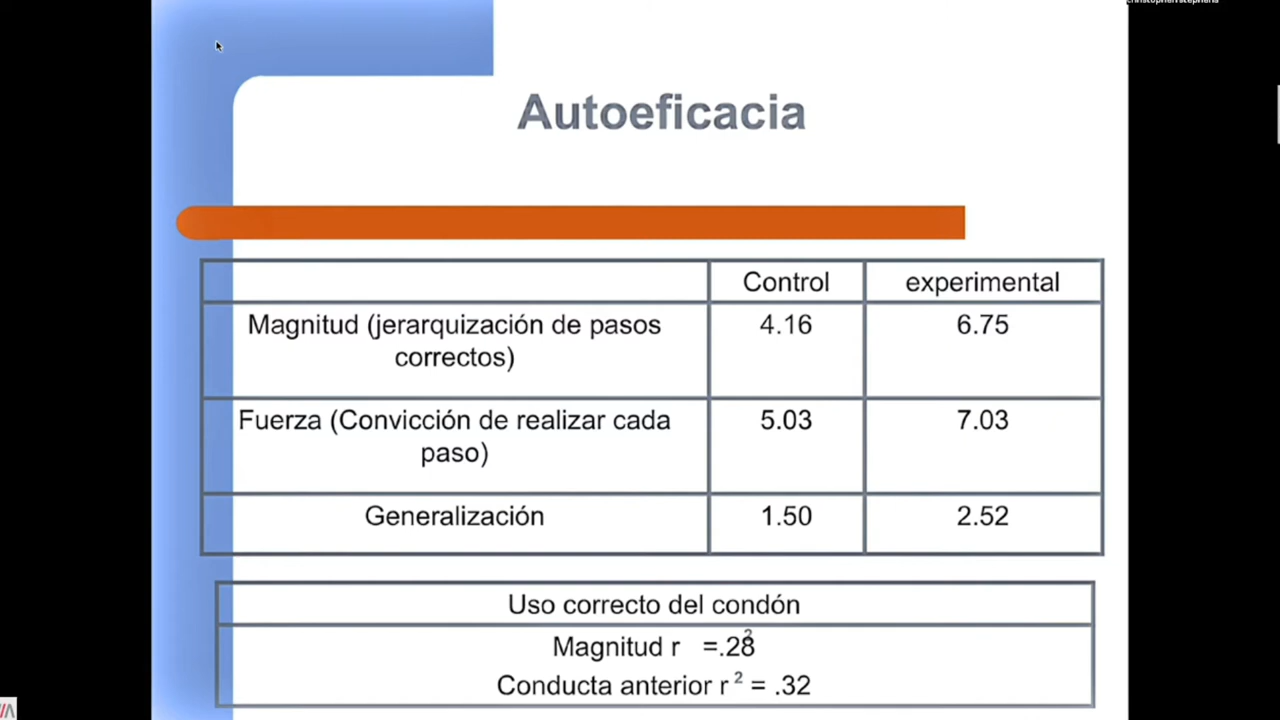 Autoeficacia
Control experimental
Magnitud (jerarquización de pasos correctos) 4.16 6.75
Fuerza (Convicción de realizar cada paso) 5.03 7.03
Generalización 1.50 2.52
Uso correcto del condón
Magnitud r ² =.28
Conducta anterior r ² = .32